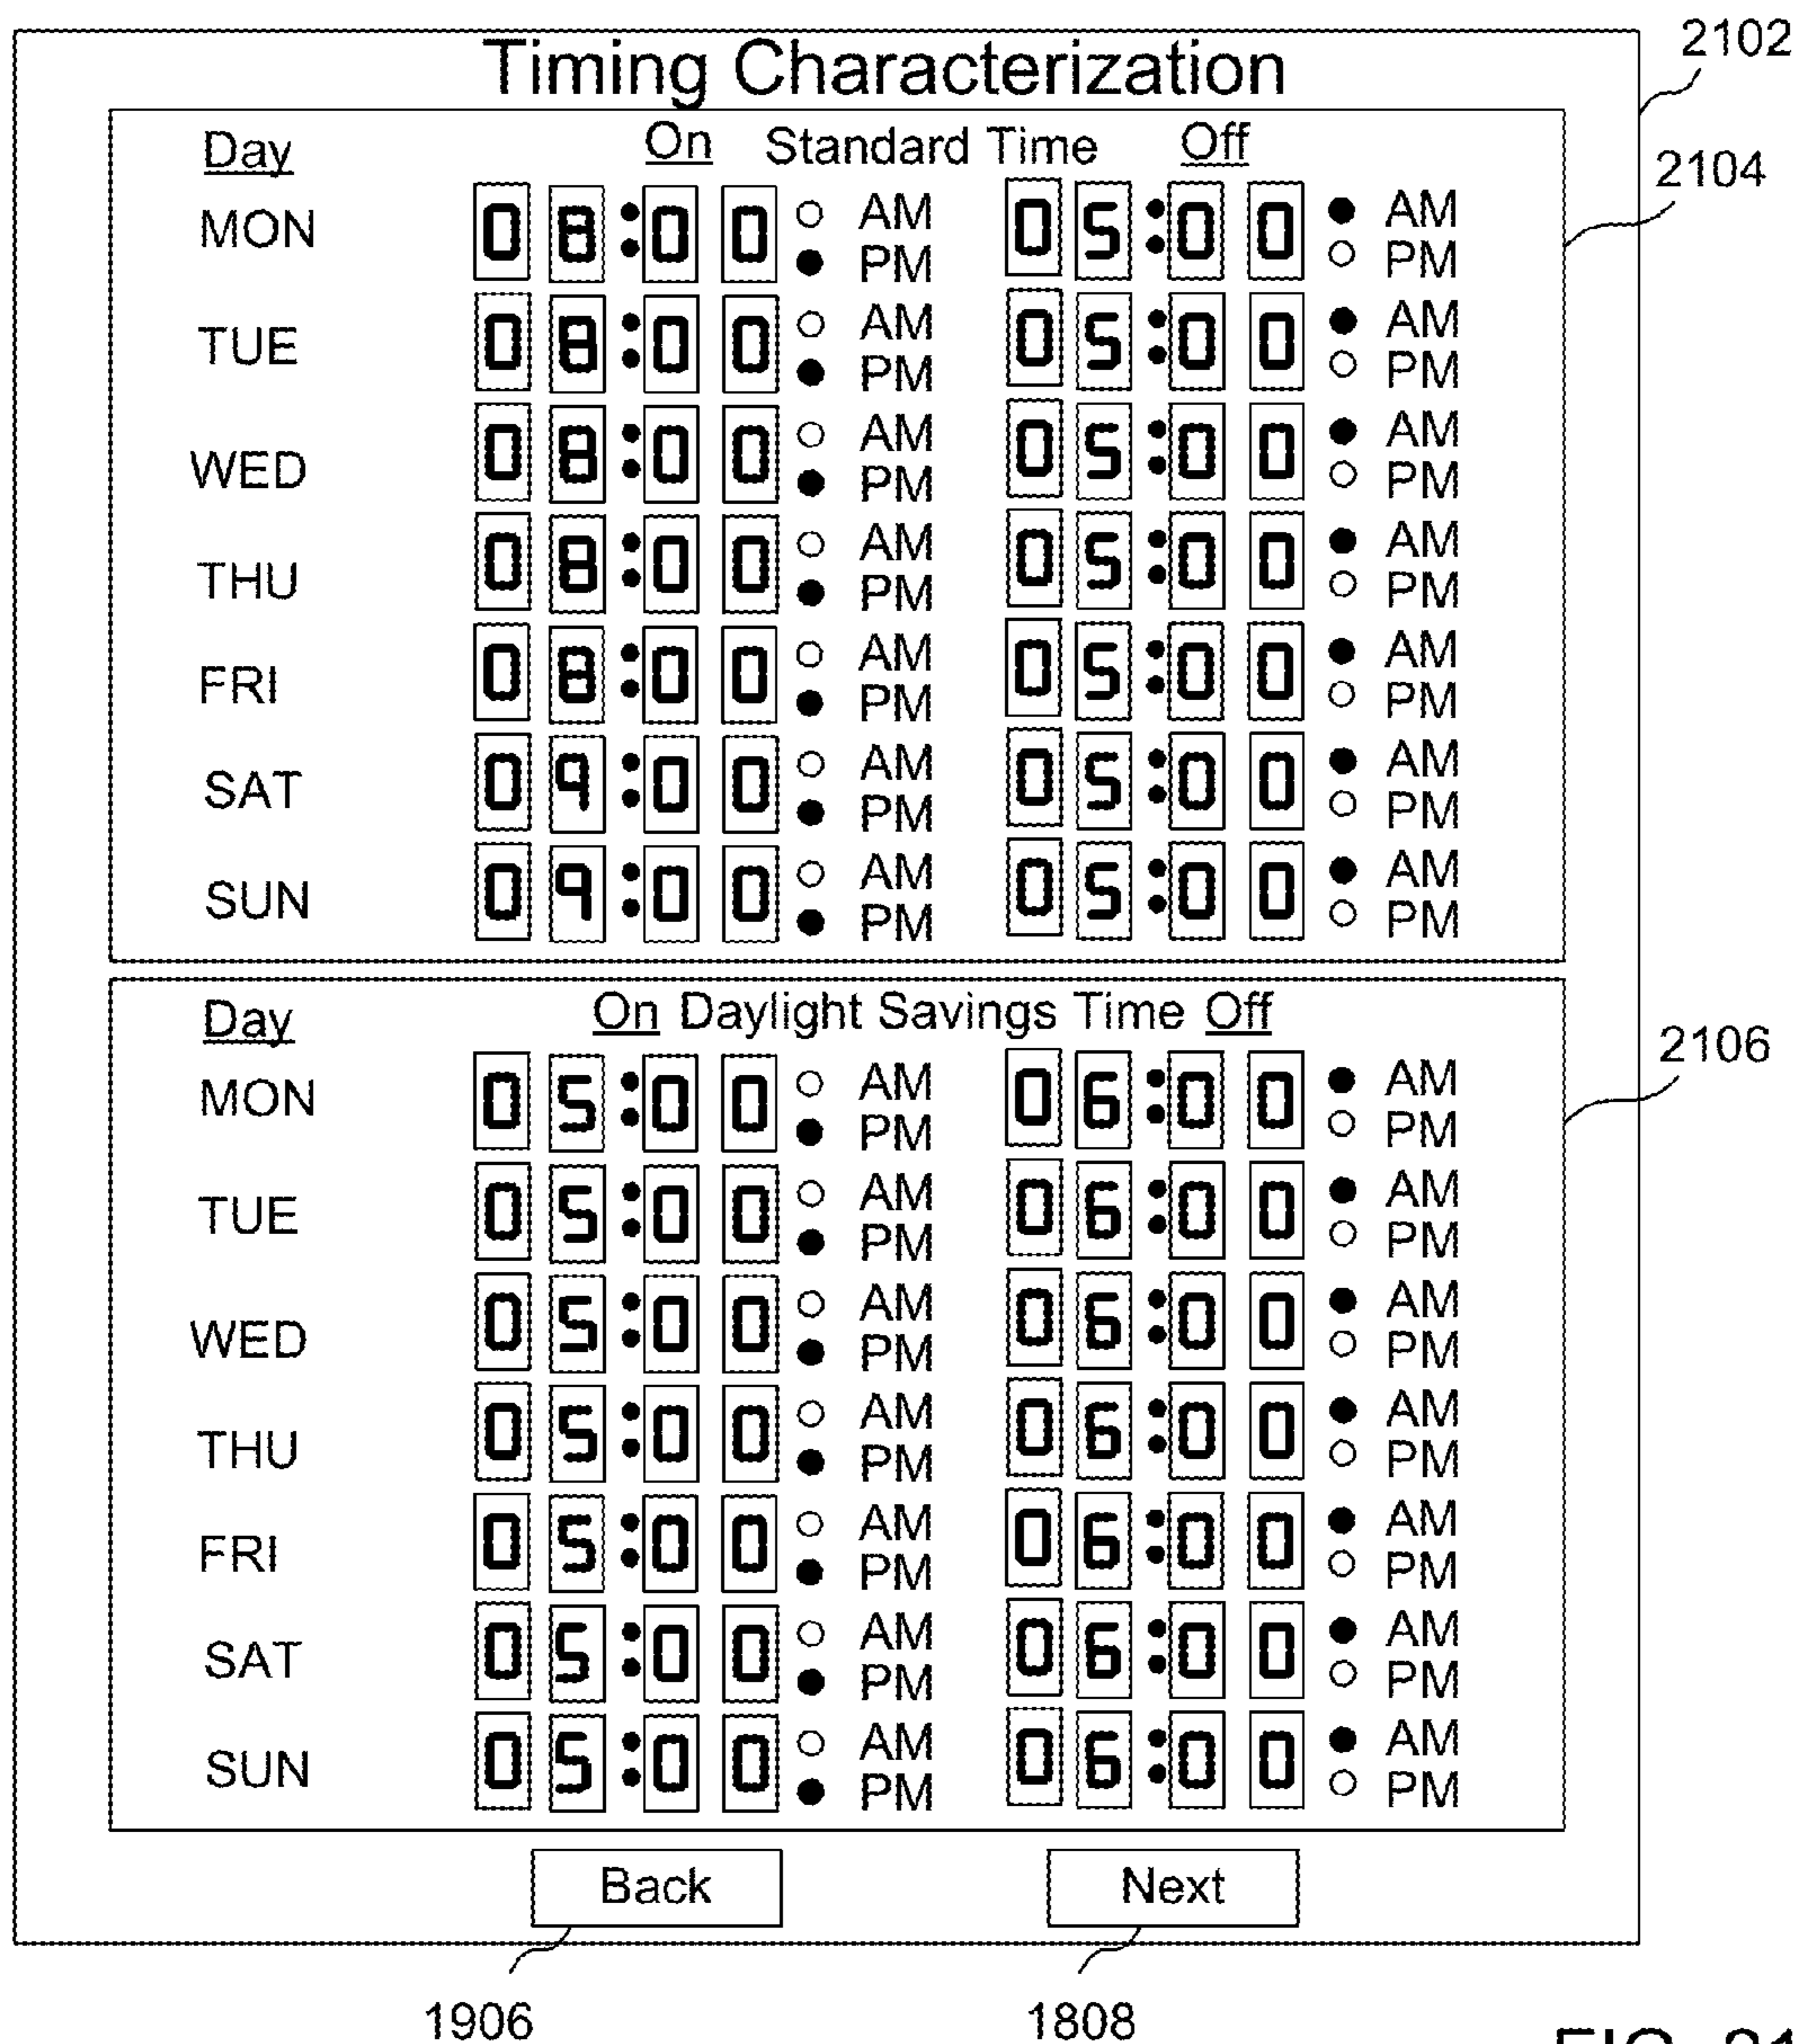 2102
Timing Characterization
Day On Standard Time Off
2104
MON 08:00 AM PM 05:00 AM PM
TUE 08:00 AM PM 05:00 AM PM
WED 08:00 AM PM 05:00 AM PM
THU 08:00 AM PM 05:00 AM PM
FRI 08:00 AM PM 05:00 AM PM
SAT 09:00 AM PM 05:00 AM PM
SUN 09:00 AM PM 05:00 AM PM
Day On Daylight Savings Time Off
2106
MON 05:00 AM PM 06:00 AM PM
TUE 05:00 AM PM 06:00 AM PM
WED 05:00 AM PM 06:00 AM PM
THU 05:00 AM PM 06:00 AM PM
FRI 05:00 AM PM 06:00 AM PM
SAT 05:00 AM PM 06:00 AM PM
SUN 05:00 AM PM 06:00 AM PM
Back Next
1906 1808
FIG. 21